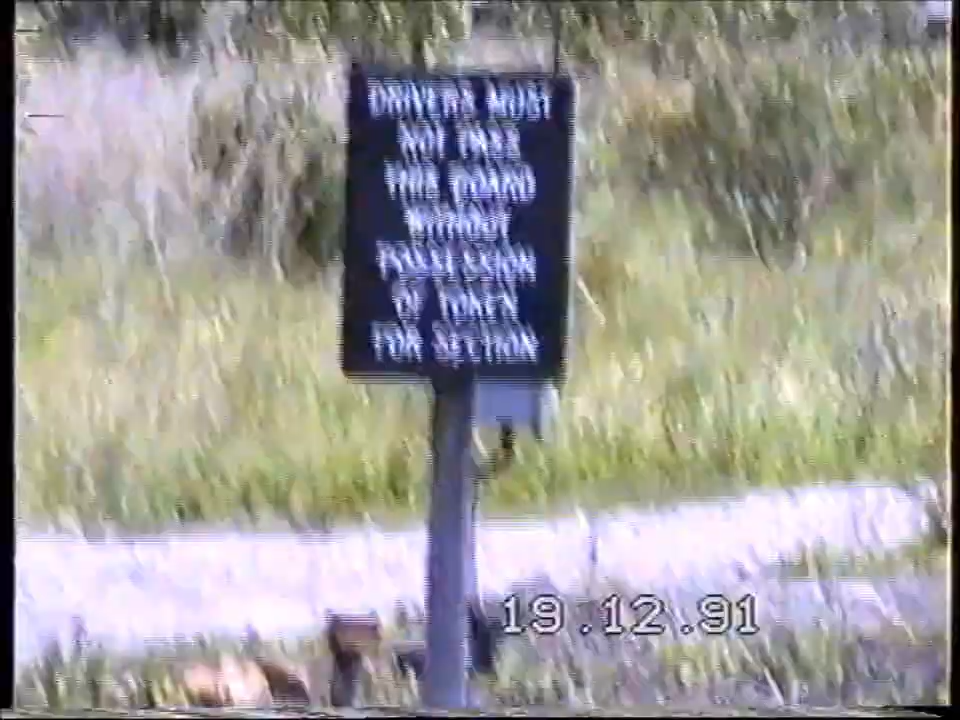 DRIVERS MUST
NOT PASS
THIS BOARD
WITHOUT
POSSESSION
OF TOKEN
FOR SECTION
19.12.91